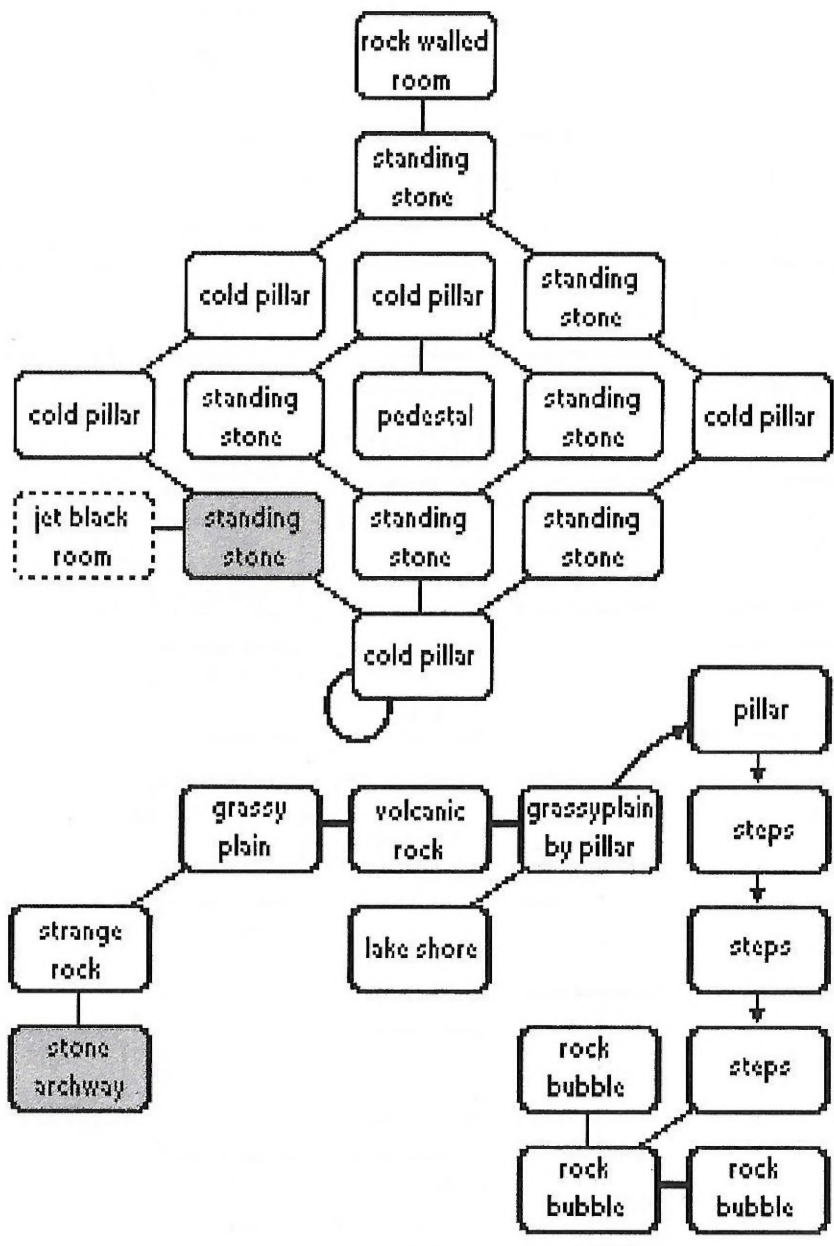 rock walled
room
standing
stone
cold pillar
cold pillar
standing
stone
cold pillar
standing
stone
pedestal
standing
stone
cold pillar
jet black
room
standing
stone
standing
stone
standing
stone
cold pillar
pillar
grassy
plain
volcanic
rock
grassyplain
by pillar
steps
strange
rock
lake shore
steps
stone
archway
rock
bubble
steps
rock
bubble
rock
bubble